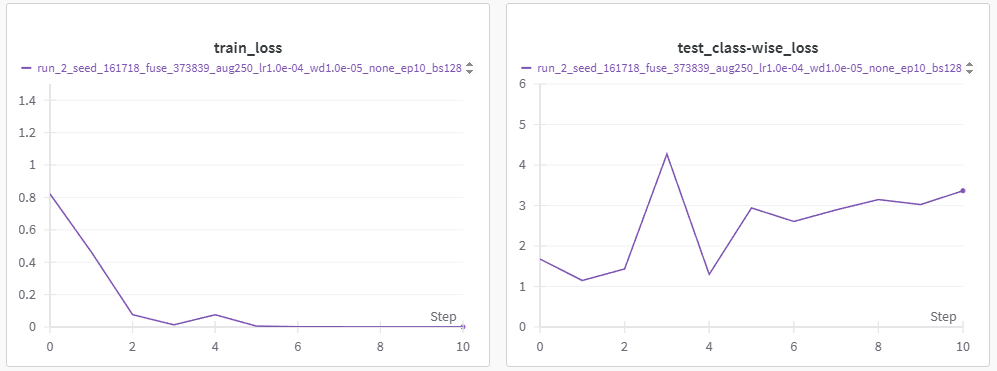 train_loss
run_2_seed_161718_fuse_373839_aug250_lr1.0e-04_wd1.0e-05_none_ep10_bs128
1.4
1.2
1
0.8
0.6
0.4
0.2
0
Step
0 2 4 6 8 10
test_class-wise_loss
run_2_seed_161718_fuse_373839_aug250_lr1.0e-04_wd1.0e-05_none_ep10_bs128
6
5
4
3
2
1
0
Step
0 2 4 6 8 10